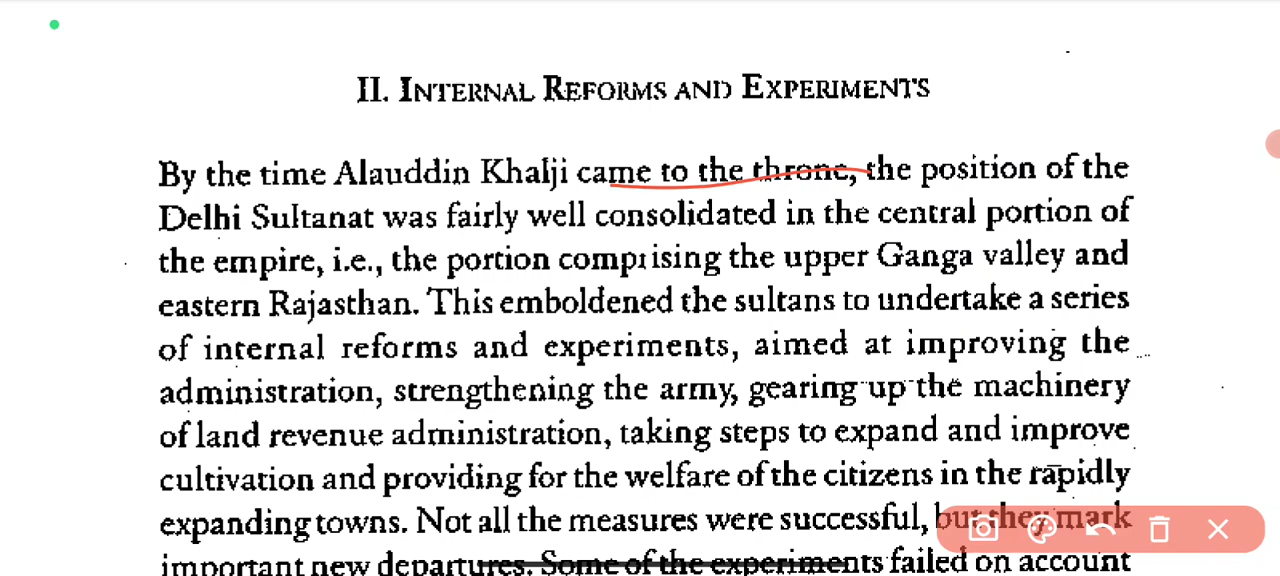 II. INTERNAL REFORMS AND EXPERIMENTS
By the time Alauddin Khalji came to the throne, the position of the
Delhi Sultanat was fairly well consolidated in the central portion of
the empire, i.e., the portion comprising the upper Ganga valley and
eastern Rajasthan. This emboldened the sultans to undertake a series
of internal reforms and experiments, aimed at improving the
administration, strengthening the army, gearing up the machinery
of land revenue administration, taking steps to expand and improve
cultivation and providing for the welfare of the citizens in the rapidly
expanding towns. Not all the measures were successful, but they mark
important new departures. Some of the experiments failed on account